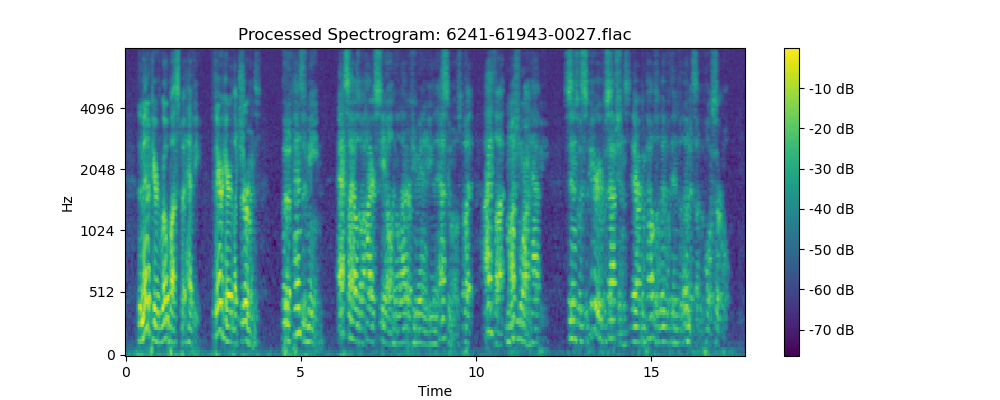 Processed Spectrogram: 6241-61943-0027.flac
Hz
4096
2048
1024
512
0
0 5 10 15
Time
-10 dB
-20 dB
-30 dB
-40 dB
-50 dB
-60 dB
-70 dB